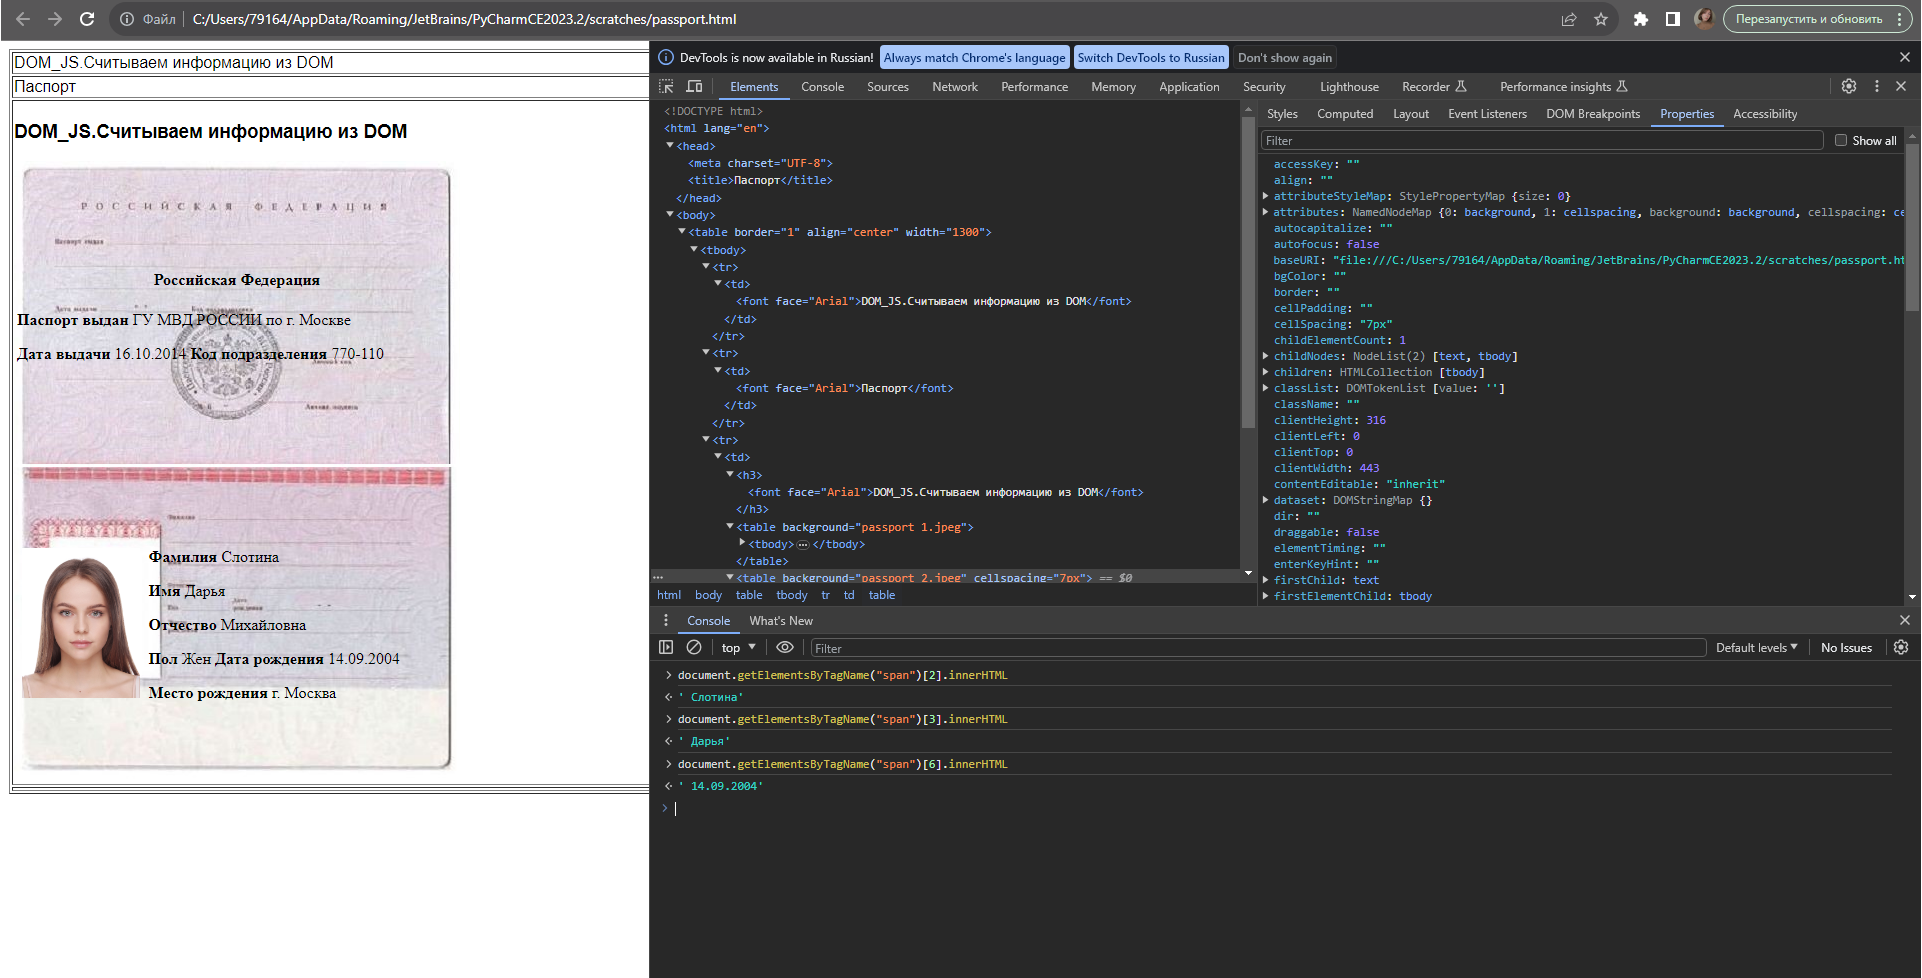 Файл
C:/Users/79164/AppData/Roaming/JetBrains/PyCharmCE2023.2/scratches/passport.html
Перезапустить и обновить
DOM_JS.Считываем информацию из DOM
Паспорт
DOM_JS.Считываем информацию из DOM
РОССИЙСКАЯ ФЕДЕРАЦИЯ
Паспорт выдан
Российская Федерация
Дата выдачи
Код подразделения
Паспорт выдан ГУ МВД РОССИИ по г. Москве
Дата выдачи 16.10.2014 Код подразделения 770-110
Фамилия Слотина
Имя Дарья
Отчество Михайловна
Пол Жен Дата рождения 14.09.2004
Место рождения г. Москва
DevTools is now available in Russian!
Always match Chrome's language
Switch DevTools to Russian
Don't show again
Elements
Console
Sources
Network
Performance
Memory
Application
Security
Lighthouse
Recorder
Performance insights
<!DOCTYPE html>
<html lang="en">
<head>
<meta charset="UTF-8">
<title>Паспорт</title>
</head>
<body>
<table border="1" align="center" width="1300">
<tbody>
<tr>
<td>
<font face="Arial">DOM_JS.Считываем информацию из DOM</font>
</td>
</tr>
<tr>
<td>
<font face="Arial">Паспорт</font>
</td>
</tr>
<tr>
<td>
<h3>
<font face="Arial">DOM_JS.Считываем информацию из DOM</font>
</h3>
<table background="passport 1.jpeg">
<tbody>…</tbody>
</table>
<table background="passport 2.jpeg" cellspacing="7px"> == $0
html body table tbody tr td table
Styles
Computed
Layout
Event Listeners
DOM Breakpoints
Properties
Accessibility
Filter
Show all
accessKey: ""
align: ""
attributeStyleMap: StylePropertyMap {size: 0}
attributes: NamedNodeMap {0: background, 1: cellspacing, background: background, cellspacing: ce
autocapitalize: ""
autofocus: false
baseURI: "file:///C:/Users/79164/AppData/Roaming/JetBrains/PyCharmCE2023.2/scratches/passport.ht
bgColor: ""
border: ""
cellPadding: ""
cellSpacing: "7px"
childElementCount: 1
childNodes: NodeList(2) [text, tbody]
children: HTMLCollection [tbody]
classList: DOMTokenList [value: '']
className: ""
clientHeight: 316
clientLeft: 0
clientTop: 0
clientWidth: 443
contentEditable: "inherit"
dataset: DOMStringMap {}
dir: ""
draggable: false
elementTiming: ""
enterKeyHint: ""
firstChild: text
firstElementChild: tbody
Console
What's New
top
Filter
Default levels
No Issues
document.getElementsByTagName("span")[2].innerHTML
' Слотина'
document.getElementsByTagName("span")[3].innerHTML
' Дарья'
document.getElementsByTagName("span")[6].innerHTML
' 14.09.2004'